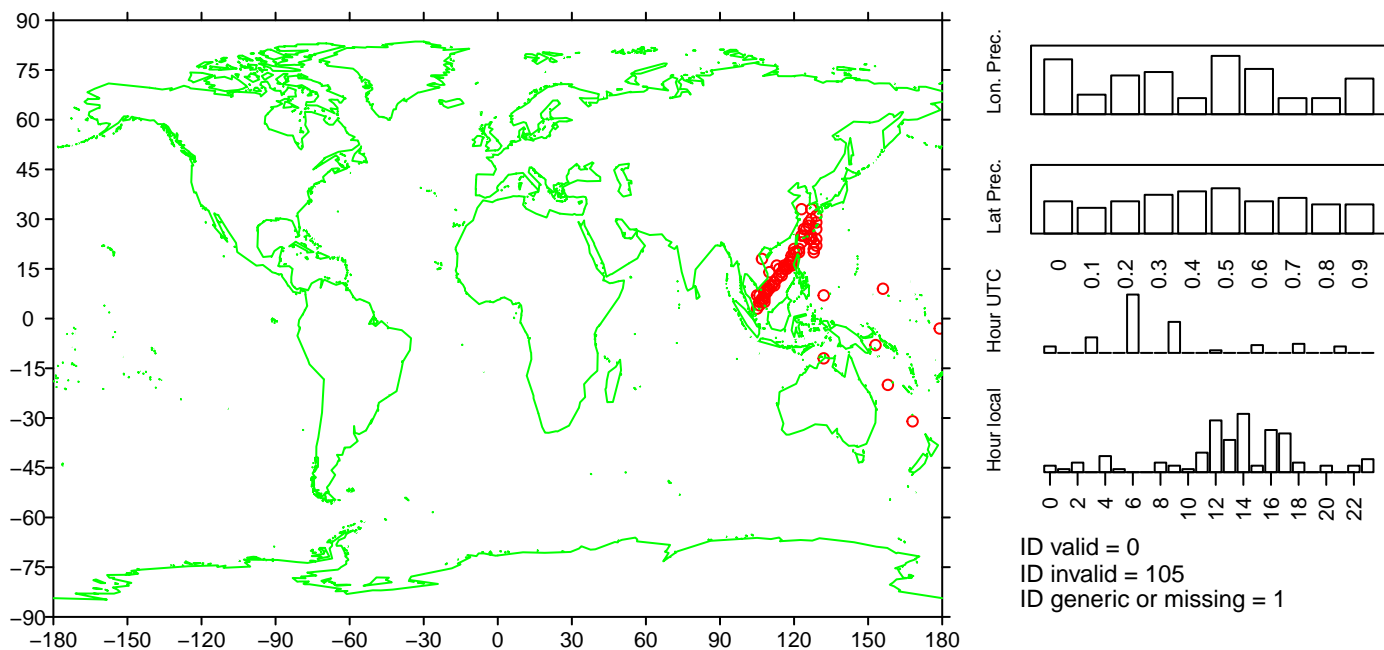 90
75
60
45
30
15
0
−15
−30
−45
−60
−75
−90
−180 −150 −120 −90 −60 −30 0 30 60 90 120 150 180
Lon. Prec.
Lat Prec.
0 0.1 0.2 0.3 0.4 0.5 0.6 0.7 0.8 0.9
Hour UTC
Hour local
0 2 4 6 8 10 12 14 16 18 20 22
ID valid = 0
ID invalid = 105
ID generic or missing = 1